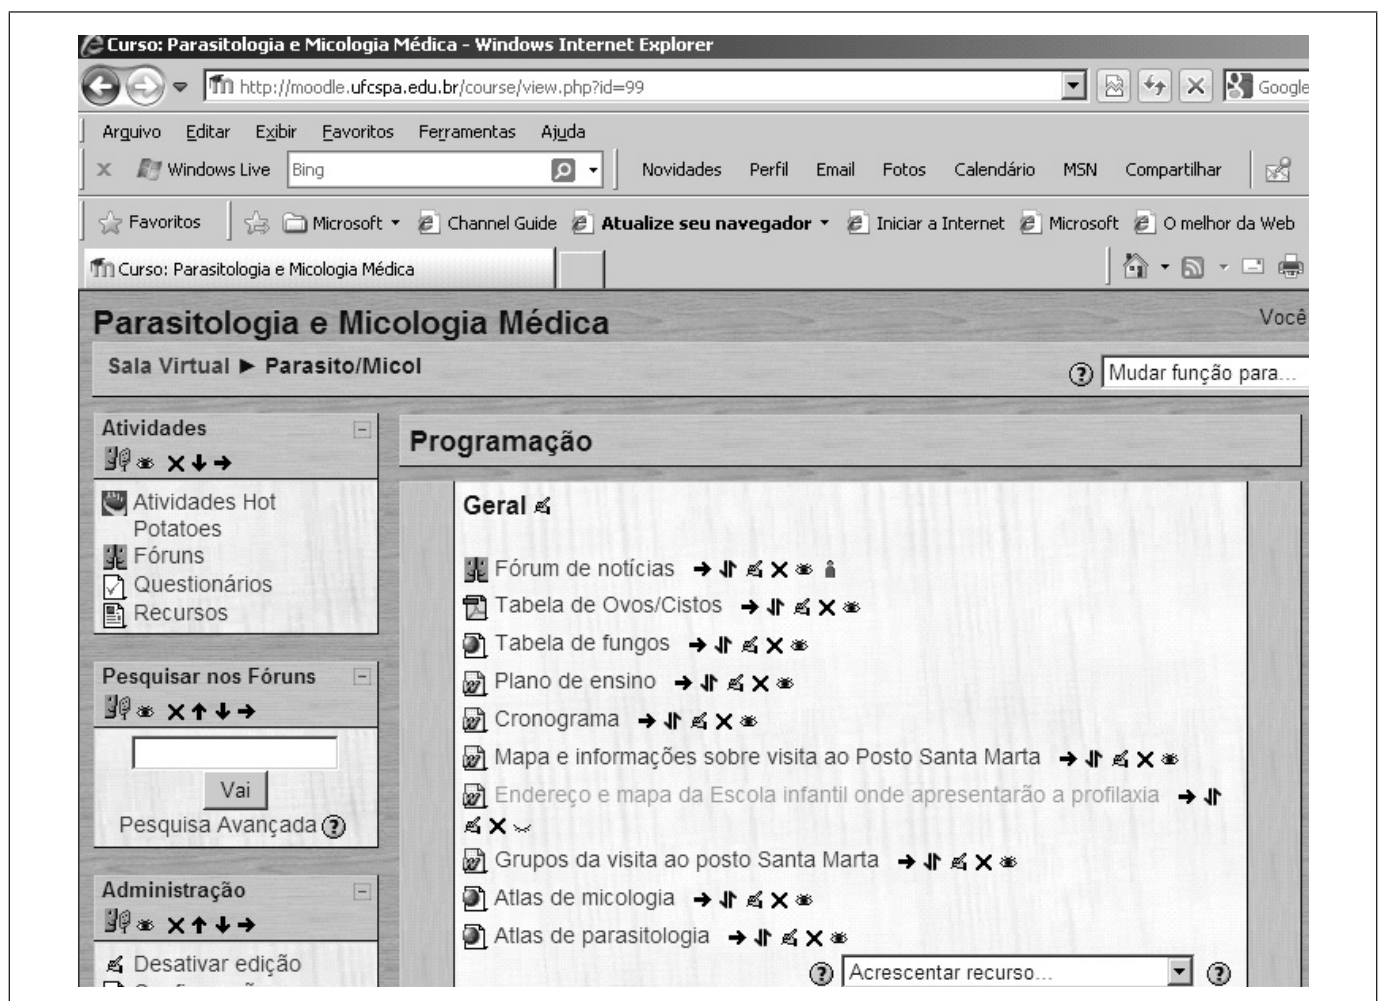 Curso: Parasitologia e Micologia Médica - Windows Internet Explorer
http://moodle.ufcspa.edu.br/course/view.php?id=99
Google
Arquivo Editar Exibir Favoritos Ferramentas Ajuda
Windows Live Bing Novidades Perfil Email Fotos Calendário MSN Compartilhar
Favoritos Microsoft Channel Guide Atualize seu navegador Iniciar a Internet Microsoft O melhor da Web
Curso: Parasitologia e Micologia Médica
Parasitologia e Micologia Médica
Você
Sala Virtual ► Parasito/Micol
Mudar função para...
Atividades
Atividades Hot
Potatoes
Fóruns
Questionários
Recursos
Pesquisar nos Fóruns
Vai
Pesquisa Avançada
Administração
Desativar edição
Programação
Geral
Fórum de notícias
Tabela de Ovos/Cistos
Tabela de fungos
Plano de ensino
Cronograma
Mapa e informações sobre visita ao Posto Santa Marta
Endereço e mapa da Escola infantil onde apresentarão a profilaxia
Grupos da visita ao posto Santa Marta
Atlas de micologia
Atlas de parasitologia
Acrescentar recurso...